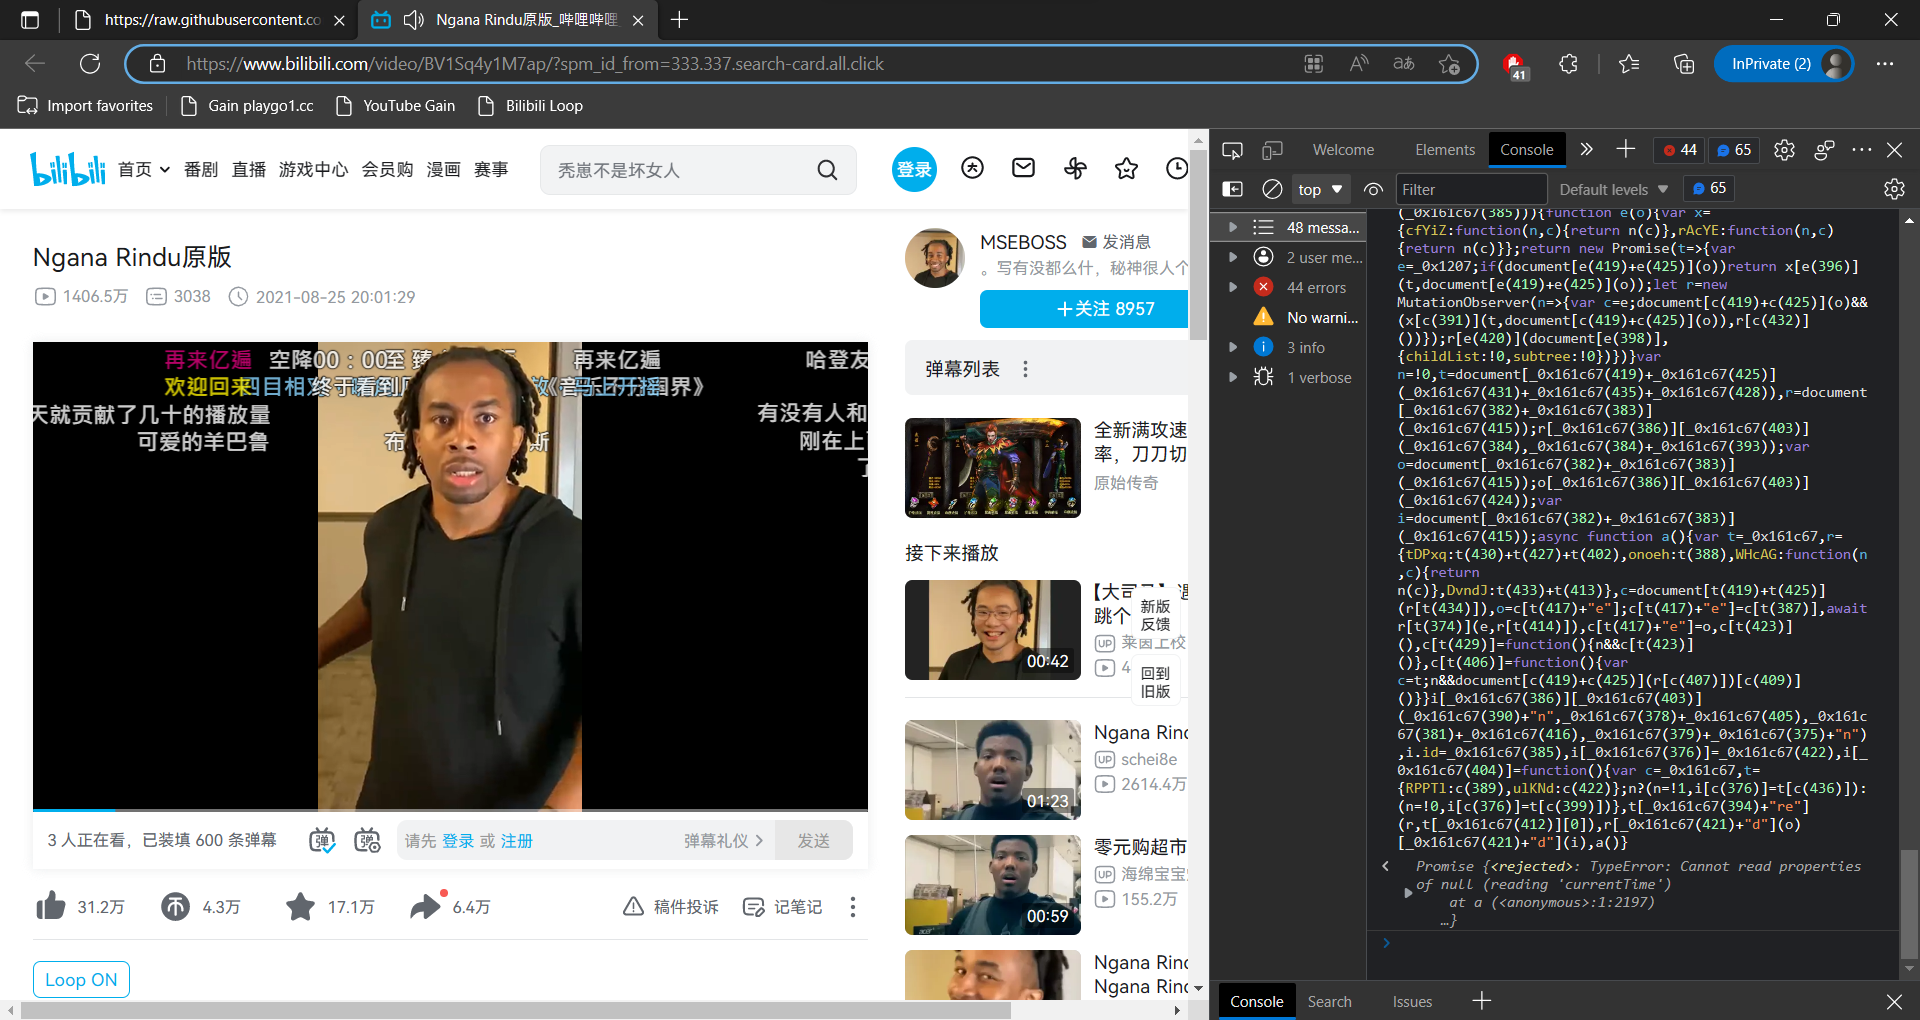 https://raw.githubusercontent.co
Ngana Rindu原版_哔哩哔哩
https://www.bilibili.com/video/BV1Sq4y1M7ap/?spm_id_from=333.337.search-card.all.click
41
InPrivate (2)
Import favorites
Gain playgo1.cc
YouTube Gain
Bilibili Loop
bilibili
首页
番剧
直播
游戏中心
会员购
漫画
赛事
秃崽不是坏女人
登录
Ngana Rindu原版
1406.5万
3038
2021-08-25 20:01:29
MSEBOSS
发消息
。写有没都么什，秘神很人个
+关注 8957
再来亿遍
空降00：00至
再来亿遍
哈登友
欢迎回来
四目相
终于看到
天就贡献了几十的播放量
有没有人和
可爱的羊巴鲁
布
斯
刚在上
弹幕列表
全新满攻速
率，刀刀切
原始传奇
接下来播放
【大司马】
跳个
00:42
新版
反馈
回到
旧版
Ngana Rind
schei8e
2614.4万
01:23
零元购超市
海绵宝宝
155.2万
00:59
Ngana Rind
Ngana Rind
3 人正在看，已装填 600 条弹幕
请先 登录 或 注册
弹幕礼仪
发送
31.2万
4.3万
17.1万
6.4万
稿件投诉
记笔记
Loop ON
Welcome
Elements
Console
44
65
top
Filter
Default levels
65
48 messa...
2 user me...
44 errors
No warni...
3 info
1 verbose
(_0x161c67(385))){function e(o){var x=
{cfYiZ:function(n,c){return n(c)},rAcYE:function(n,c)
{return n(c)}};return new Promise(t=>{var
e=_0x1207;if(document[e(419)+e(425)](o))return x[e(396)]
(t,document[e(419)+e(425)](o));let r=new
MutationObserver(n=>{var c=e;document[c(419)+c(425)](o)&&
(x[c(391)](t,document[c(419)+c(425)](o)),r[c(432)]
())});r[e(420)](document[e(398)],
{childList:!0,subtree:!0})})}var
n=!0,t=document[_0x161c67(419)+_0x161c67(425)]
(_0x161c67(431)+_0x161c67(435)+_0x161c67(428)),r=document
[_0x161c67(382)+_0x161c67(383)]
(_0x161c67(415));r[_0x161c67(386)][_0x161c67(403)]
(_0x161c67(384),_0x161c67(384)+_0x161c67(393));var
o=document[_0x161c67(382)+_0x161c67(383)]
(_0x161c67(415));o[_0x161c67(386)][_0x161c67(403)]
(_0x161c67(424));var
i=document[_0x161c67(382)+_0x161c67(383)]
(_0x161c67(415));async function a(){var t=_0x161c67,r=
{tDPxq:t(430)+t(427)+t(402),onoeh:t(388),WHcAG:function(n
,c){return
n(c)},DvndJ:t(433)+t(413)},c=document[t(419)+t(425)]
(r[t(434)]),o=c[t(417)+"e"];c[t(417)+"e"]=c[t(387)],await
r[t(374)](e,r[t(414)]),c[t(417)+"e"]=o,c[t(423)]
(),c[t(429)]=function(){n&&c[t(423)]
()},c[t(406)]=function(){var
c=t;n&&document[c(419)+c(425)](r[c(407)])[c(409)]
()}}i[_0x161c67(386)][_0x161c67(403)]
(_0x161c67(390)+"n",_0x161c67(378)+_0x161c67(405),_0x161c
67(381)+_0x161c67(416),_0x161c67(379)+_0x161c67(375)+"n")
,i.id=_0x161c67(385),i[_0x161c67(376)]=_0x161c67(422),i[_
0x161c67(404)]=function(){var c=_0x161c67,t=
{RPPTl:c(389),ulKNd:c(422)};n?(n=!1,i[c(376)]=t[c(436)]):
(n=!0,i[c(376)]=t[c(399)])},t[_0x161c67(394)+"re"]
(r,t[_0x161c67(412)][0]),r[_0x161c67(421)+"d"](o)
[_0x161c67(421)+"d"](i),a()}
Promise {<rejected>: TypeError: Cannot read properties
of null (reading 'currentTime')
at a (<anonymous>:1:2197)
…}
Console
Search
Issues